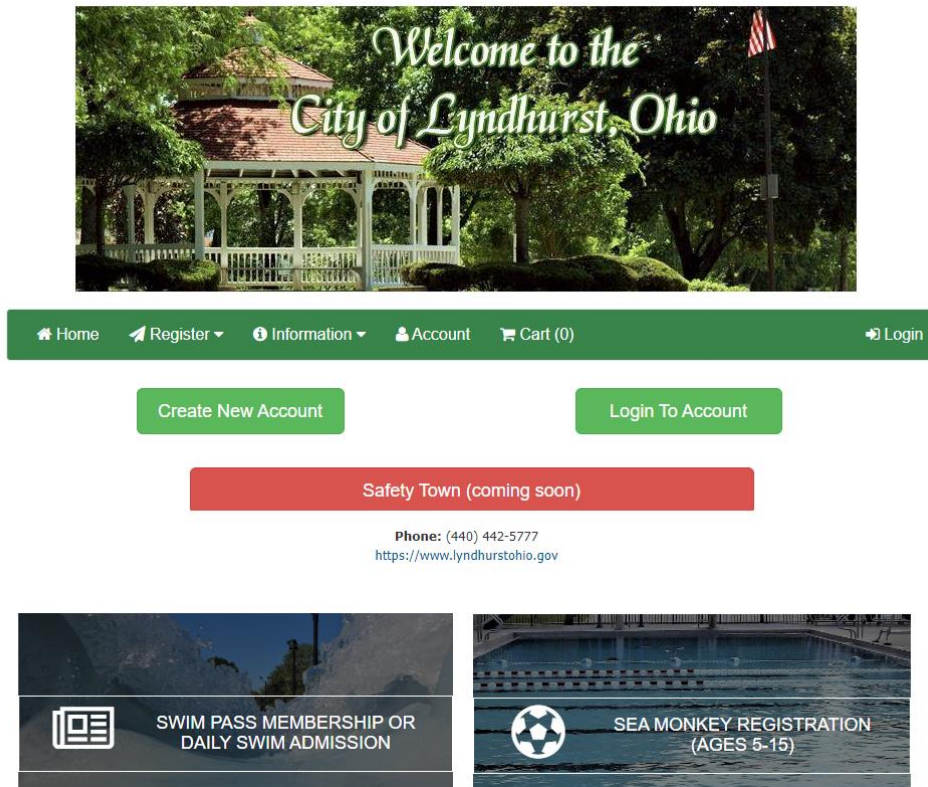 Welcome to the
City of Lyndhurst, Ohio
Home Register Information Account Cart (0) Login
Create New Account Login To Account
Safety Town (coming soon)
Phone: (440) 442-5777
https://www.lyndhurstohio.gov
SWIM PASS MEMBERSHIP OR
DAILY SWIM ADMISSION
SEA MONKEY REGISTRATION
(AGES 5-15)